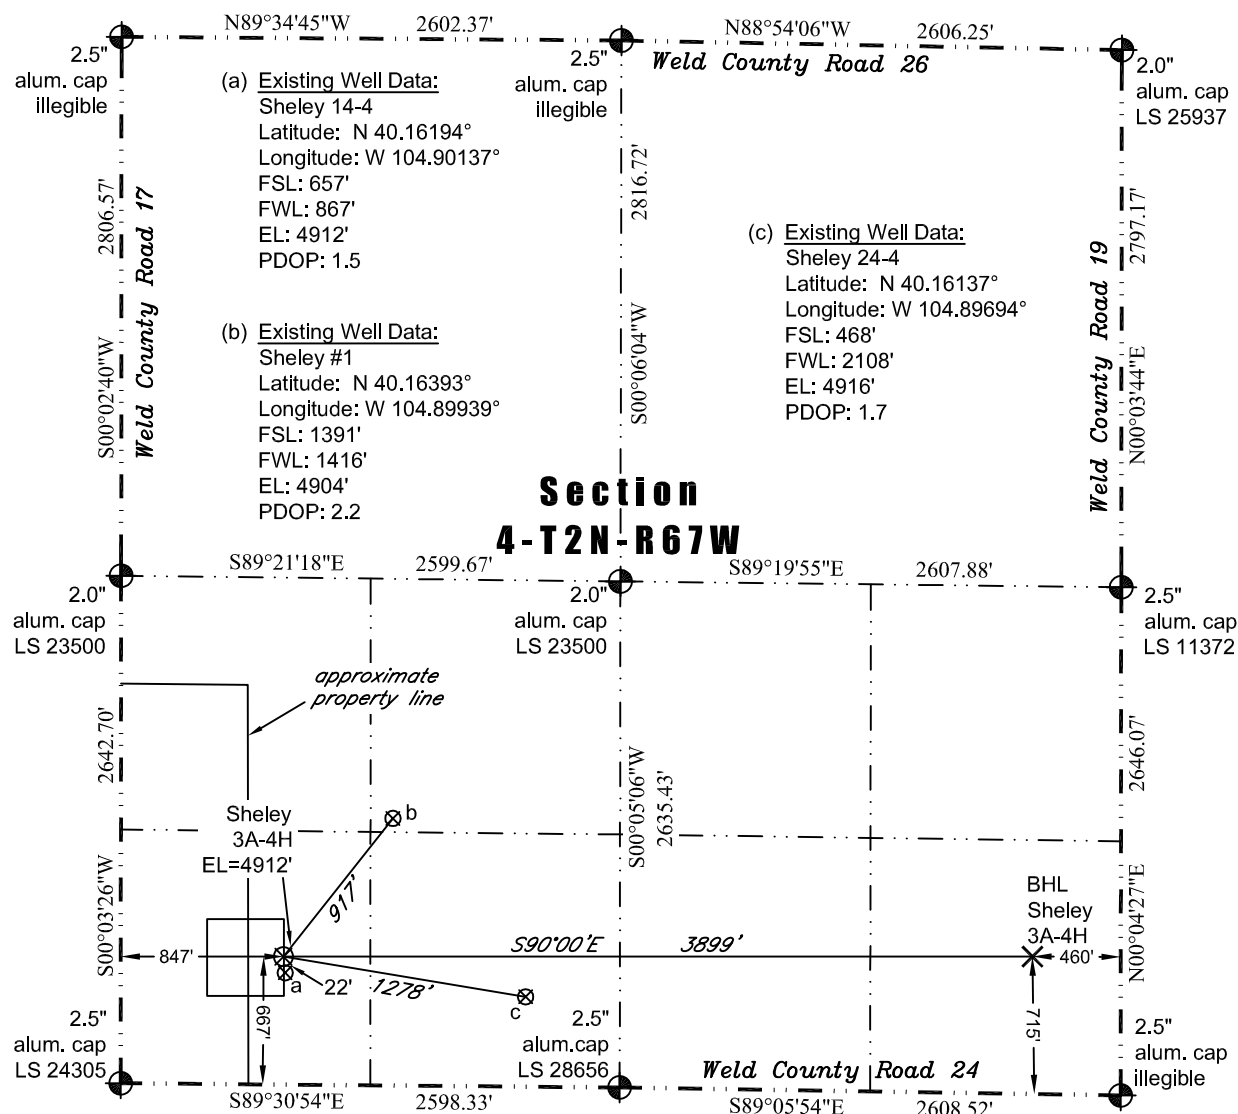 N89°34'45"W 2602.37'
N88°54'06"W 2606.25'
Weld County Road 26
2.5"
alum. cap
illegible
2.5"
alum. cap
illegible
2.0"
alum. cap
LS 25937
(a) Existing Well Data:
Sheley 14-4
Latitude: N 40.16194°
Longitude: W 104.90137°
FSL: 657'
FWL: 867'
EL: 4912'
PDOP: 1.5
(b) Existing Well Data:
Sheley #1
Latitude: N 40.16393°
Longitude: W 104.89939°
FSL: 1391'
FWL: 1416'
EL: 4904'
PDOP: 2.2
(c) Existing Well Data:
Sheley 24-4
Latitude: N 40.16137°
Longitude: W 104.89694°
FSL: 468'
FWL: 2108'
EL: 4916'
PDOP: 1.7
S00°02'40"W 2806.57'
Weld County Road 17
S00°06'04"W 2816.72'
Weld County Road 19
N00°03'44"E 2797.17'
Section
4-T2N-R67W
S89°21'18"E 2599.67'
S89°19'55"E 2607.88'
2.0"
alum. cap
LS 23500
2.0"
alum. cap
LS 23500
2.5"
alum. cap
LS 11372
approximate
property line
S00°03'26"W 2642.70'
S00°05'06"W
2635.43'
N00°04'27"E 2646.07'
Sheley
3A-4H
EL=4912'
b
917'
BHL
Sheley
3A-4H
S90°00'E 3899'
847'
460'
a
22'
1278'
c
667'
715'
2.5"
alum. cap
LS 24305
2.5"
alum.cap
LS 28656
2.5"
alum. cap
illegible
Weld County Road 24
S89°30'54"E 2598.33'
S89°05'54"E 2608.52'